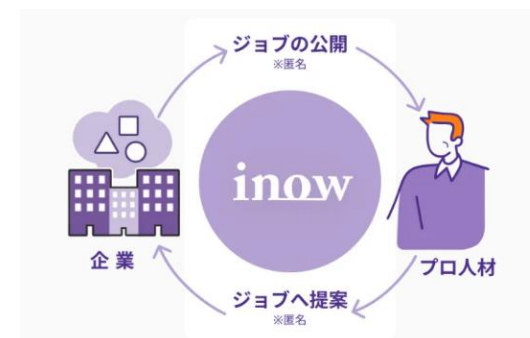 ジョブの公開
※匿名
inow
企業
プロ人材
ジョブへ提案
※匿名